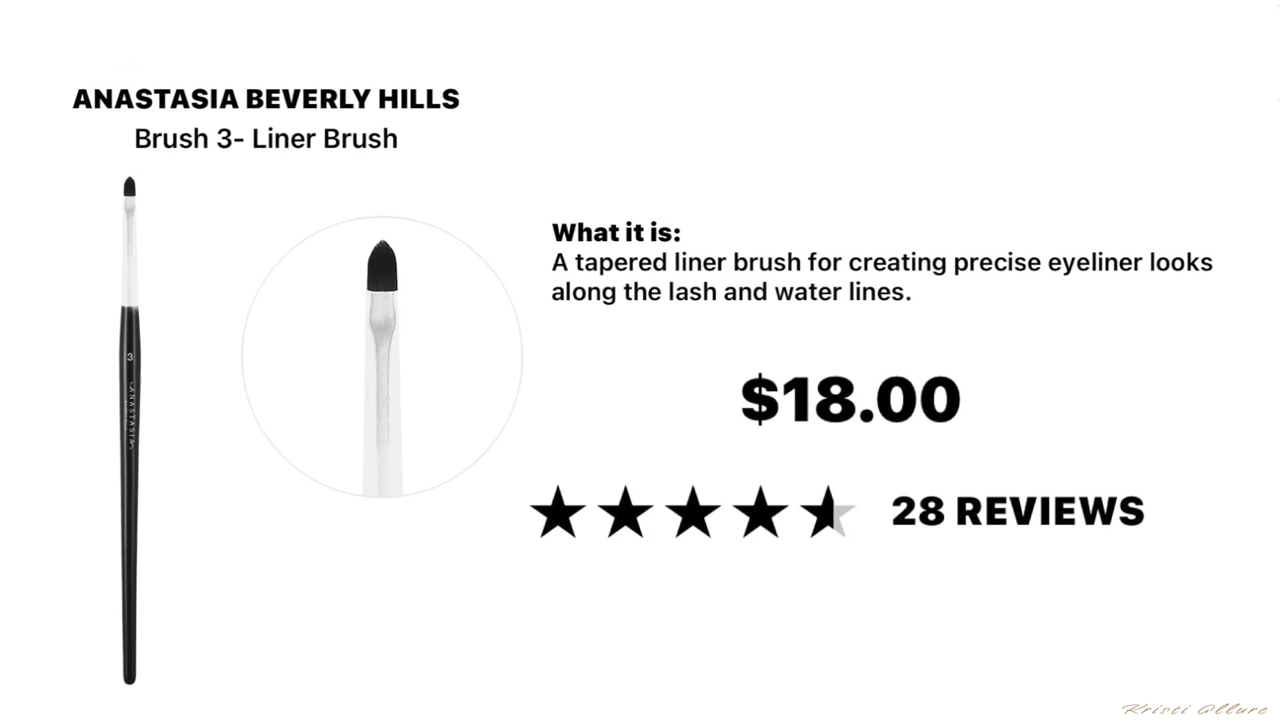 ANASTASIA BEVERLY HILLS
Brush 3- Liner Brush
3
ANASTASIA
What it is:
A tapered liner brush for creating precise eyeliner looks
along the lash and water lines.
$18.00
28 REVIEWS
Kristi Allure